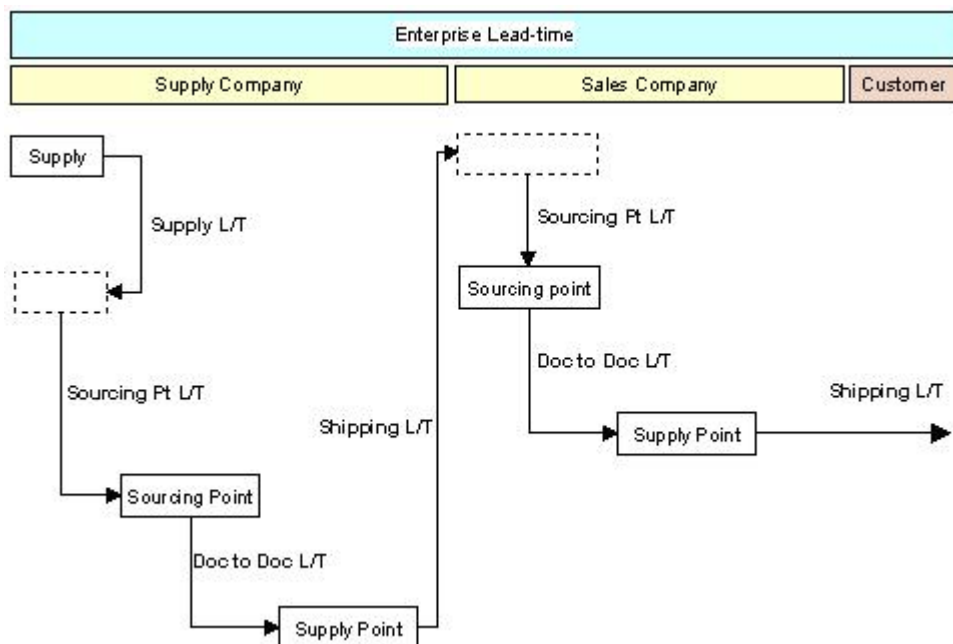 Enterprise Lead-time
Supply Company
Sales Company
Customer
Supply
Supply L/T
Sourcing Pt L/T
Sourcing point
Sourcing Pt L/T
Doc to Doc L/T
Shipping L/T
Shipping L/T
Supply Point
Sourcing Point
Doc to Doc L/T
Supply Point